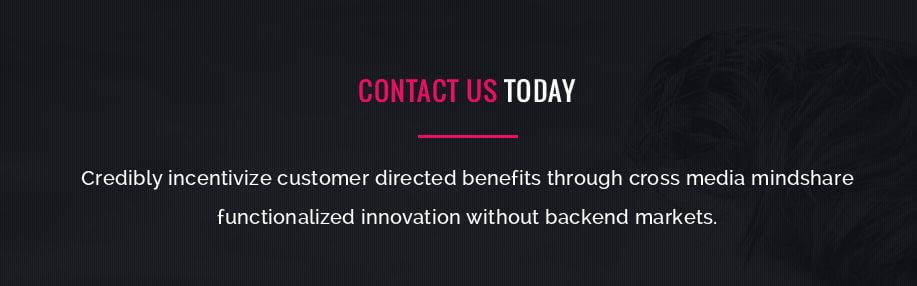 CONTACT US TODAY
Credibly incentivize customer directed benefits through cross media mindshare
functionalized innovation without backend markets.